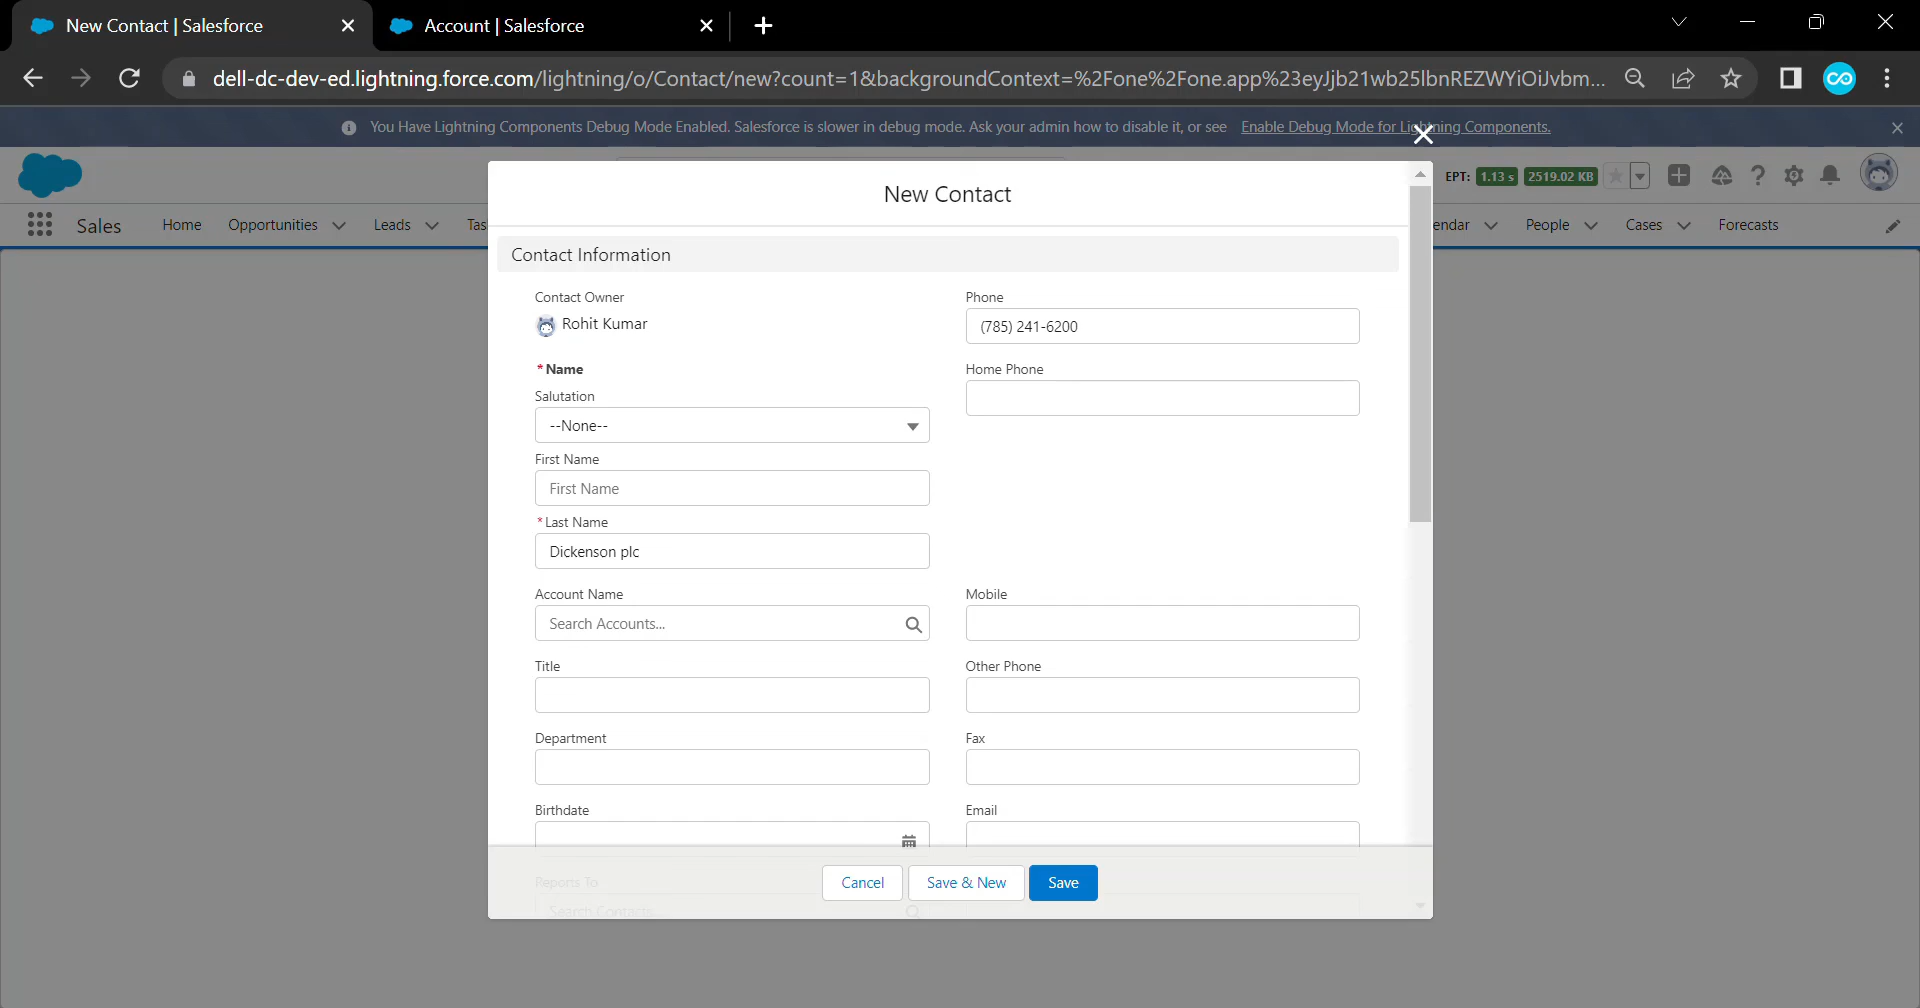 New Contact | Salesforce
Account | Salesforce
dell-dc-dev-ed.lightning.force.com/lightning/o/Contact/new?count=1&backgroundContext=%2Fone%2Fone.app%23eyJjb21wb25lbnREZWYiOiJvbm...
You Have Lightning Components Debug Mode Enabled. Salesforce is slower in debug mode. Ask your admin how to disable it, or see Enable Debug Mode for Lightning Components.
EPT: 1.13 s 2519.02 KB
Sales Home Opportunities Leads Tas
endar People Cases Forecasts
New Contact
Contact Information
Contact Owner
Rohit Kumar
Phone
(785) 241-6200
* Name
Home Phone
Salutation
--None--
First Name
First Name
* Last Name
Dickenson plc
Account Name
Search Accounts...
Mobile
Title
Other Phone
Department
Fax
Birthdate
Email
Reports To
Search Contacts...
Cancel
Save & New
Save